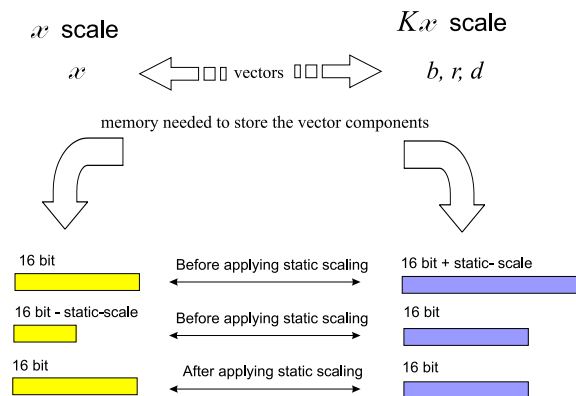 x scale
Kx scale
x
vectors
b, r, d
memory needed to store the vector components
16 bit
Before applying static scaling
16 bit + static- scale
16 bit - static-scale
Before applying static scaling
16 bit
16 bit
After applying static scaling
16 bit